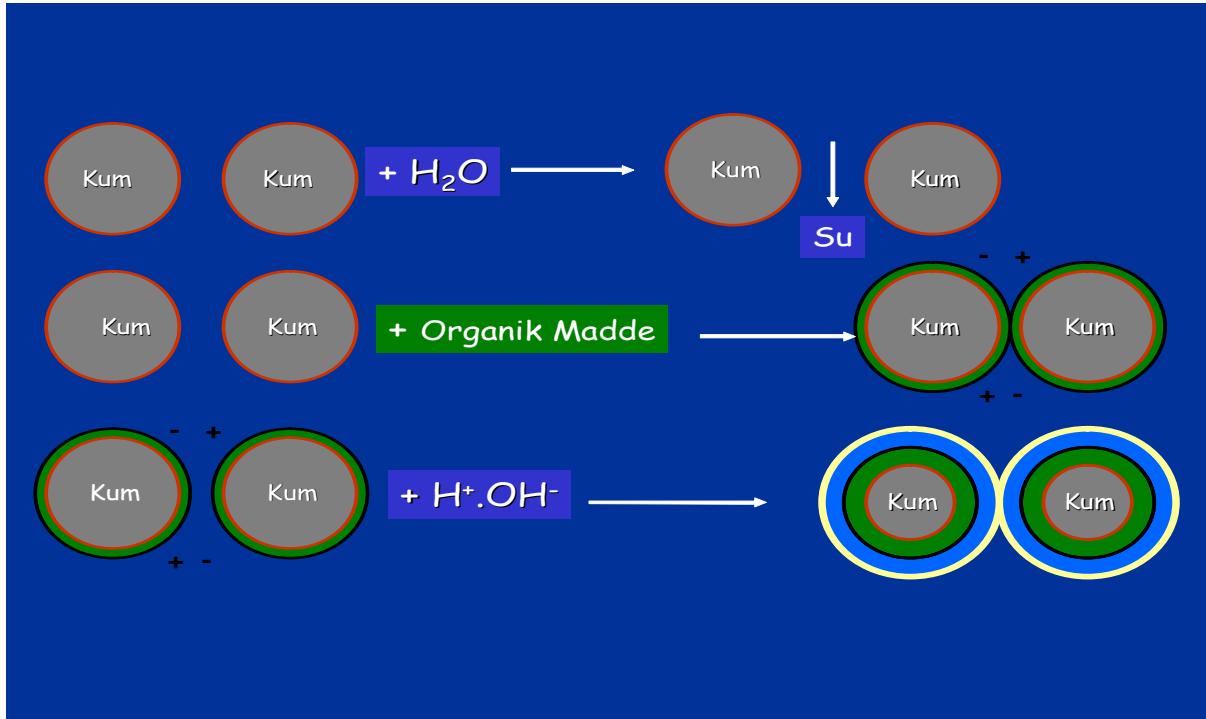 Kum Kum + H₂O Kum Kum
Su
Kum Kum + Organik Madde Kum Kum
- +
+ -
Kum Kum + H⁺.OH⁻ Kum Kum
- +
+ -